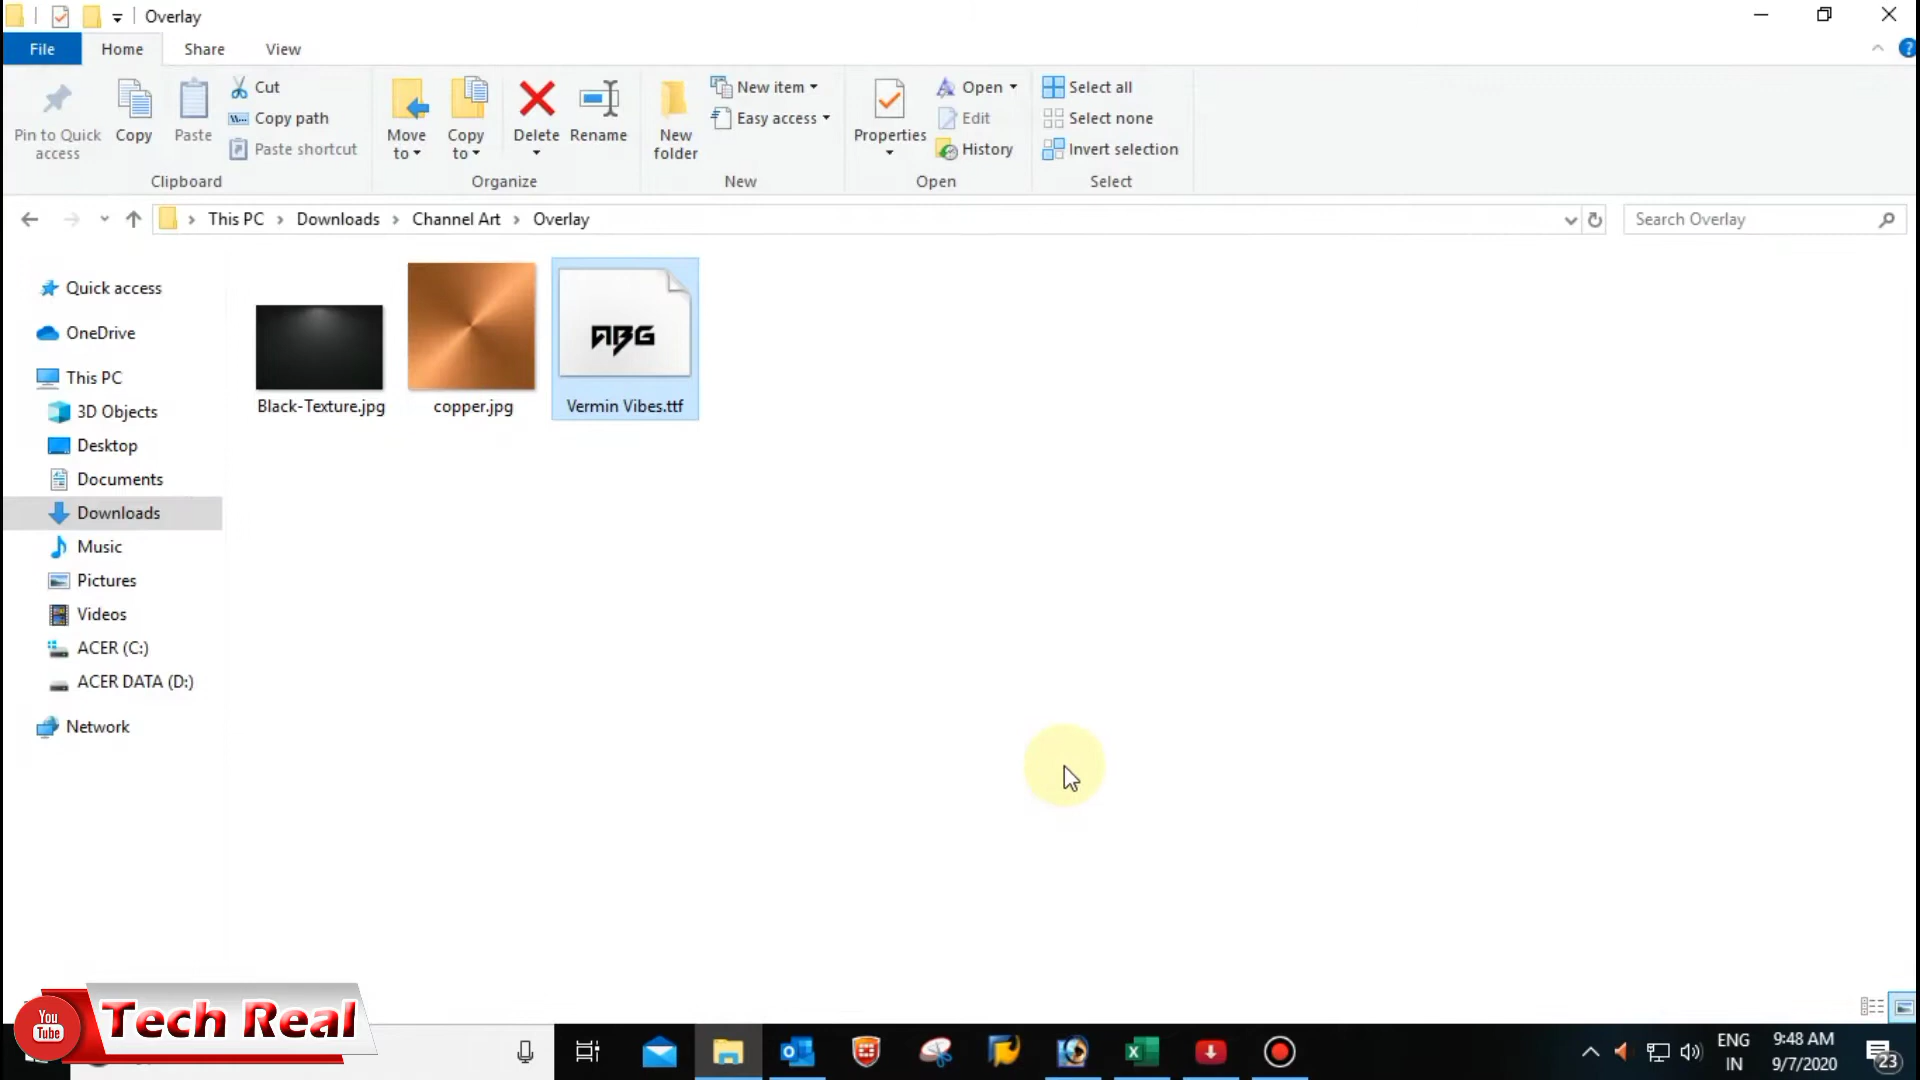 Overlay
File Home Share View
Pin to Quick access
Copy
Paste
Cut
Copy path
Paste shortcut
Clipboard
Move to
Copy to
Delete
Rename
Organize
New folder
New item
Easy access
New
Properties
Open
Edit
History
Open
Select all
Select none
Invert selection
Select
This PC > Downloads > Channel Art > Overlay
Search Overlay
Quick access
OneDrive
This PC
3D Objects
Desktop
Documents
Downloads
Music
Pictures
Videos
ACER (C:)
ACER DATA (D:)
Network
ABG
Black-Texture.jpg
copper.jpg
Vermin Vibes.ttf
You Tube
Tech Real
ENG
IN
9:48 AM
9/7/2020
23